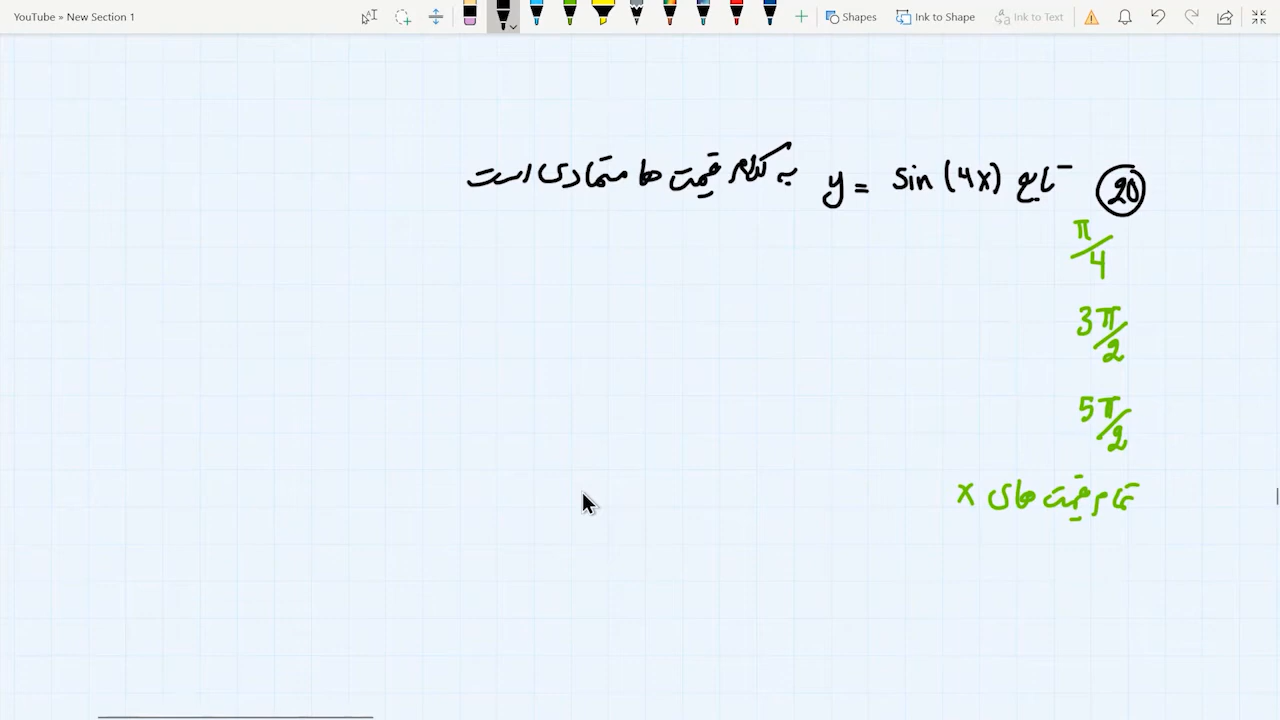 Youtube » New Section 1
Shapes Ink to Shape Ink to Text
20 تابع y = sin (4x) به کدام قیمت ها متمادی است
π/4
3π/2
5π/2
تمام قیمت های x